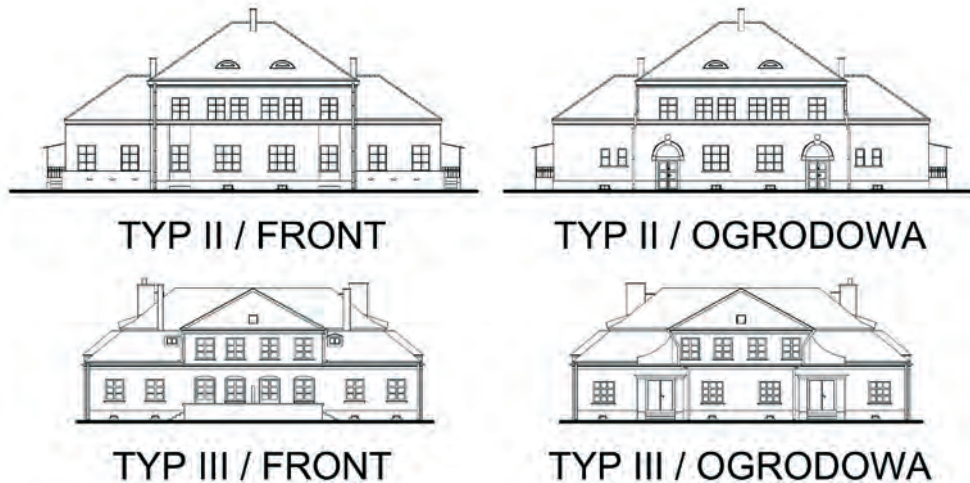 TYP II / FRONT
TYP II / OGRODOWA
TYP III / FRONT
TYP III / OGRODOWA